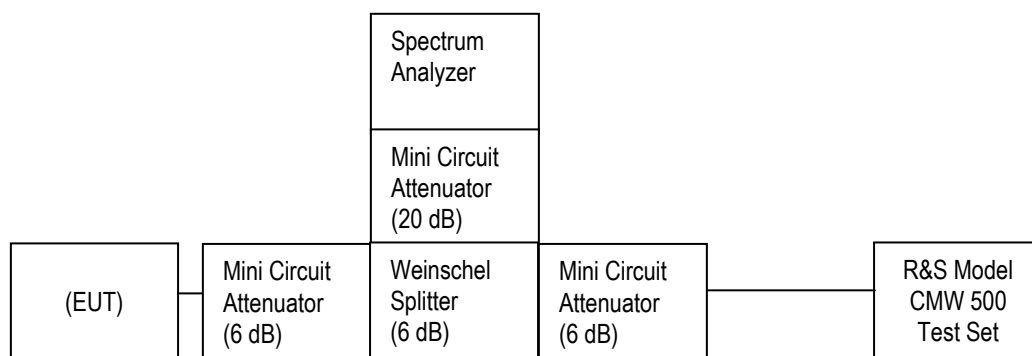 Spectrum
Analyzer
Mini Circuit
Attenuator
(20 dB)
(EUT)
Mini Circuit
Attenuator
(6 dB)
Weinschel
Splitter
(6 dB)
Mini Circuit
Attenuator
(6 dB)
R&S Model
CMW 500
Test Set